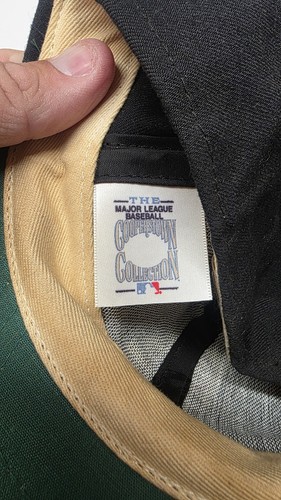 THE
MAJOR LEAGUE
BASEBALL
COOPERSTOWN
COLLECTION